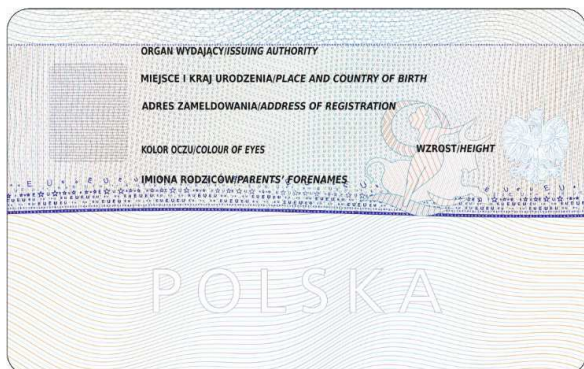 ORGAN WYDAJĄCY/ISSUING AUTHORITY
MIEJSCE I KRAJ URODZENIA/PLACE AND COUNTRY OF BIRTH
ADRES ZAMELDOWANIA/ADDRESS OF REGISTRATION
KOLOR OCZU/COLOUR OF EYES WZROST/HEIGHT
IMIONA RODZICÓW/PARENTS' FORENAMES
POLSKA